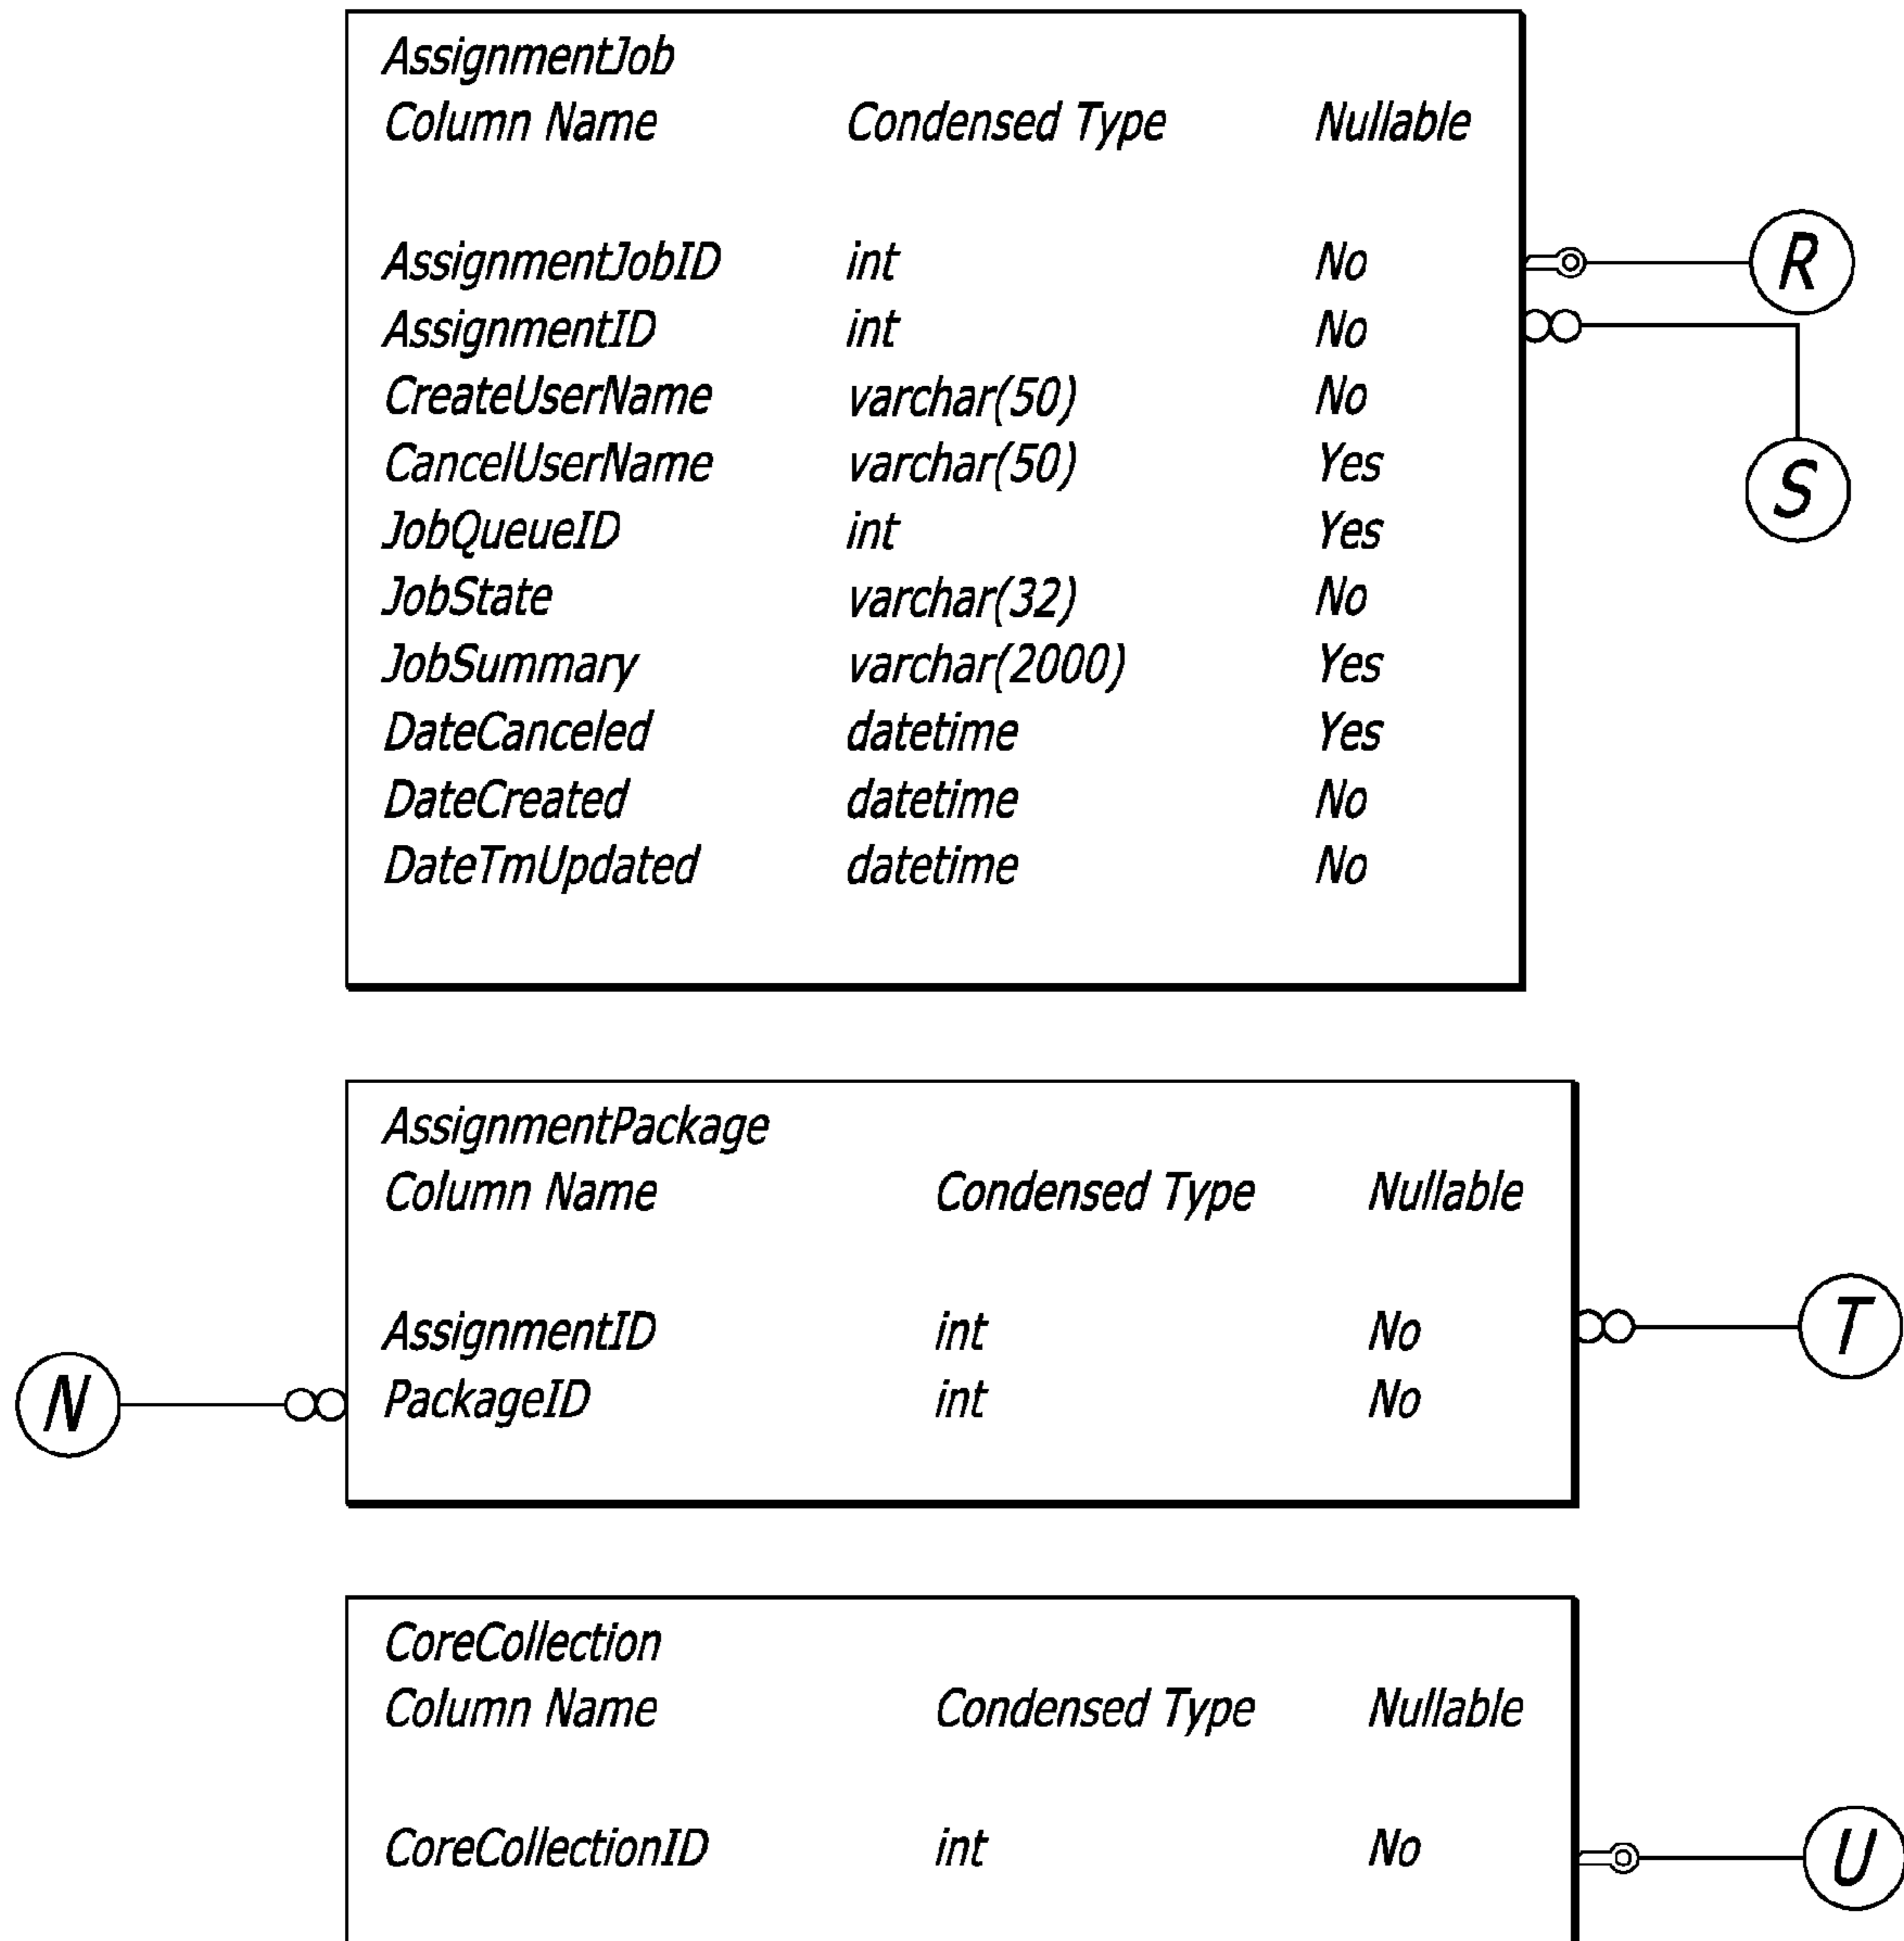 AssignmentJob
Column Name Condensed Type Nullable
AssignmentJobID int No R
AssignmentID int No
CreateUserName varchar(50) No
CancelUserName varchar(50) Yes S
JobQueueID int Yes
JobState varchar(32) No
JobSummary varchar(2000) Yes
DateCanceled datetime Yes
DateCreated datetime No
DateTmUpdated datetime No
AssignmentPackage
Column Name Condensed Type Nullable
AssignmentID int No T
N PackageID int No
CoreCollection
Column Name Condensed Type Nullable
CoreCollectionID int No U